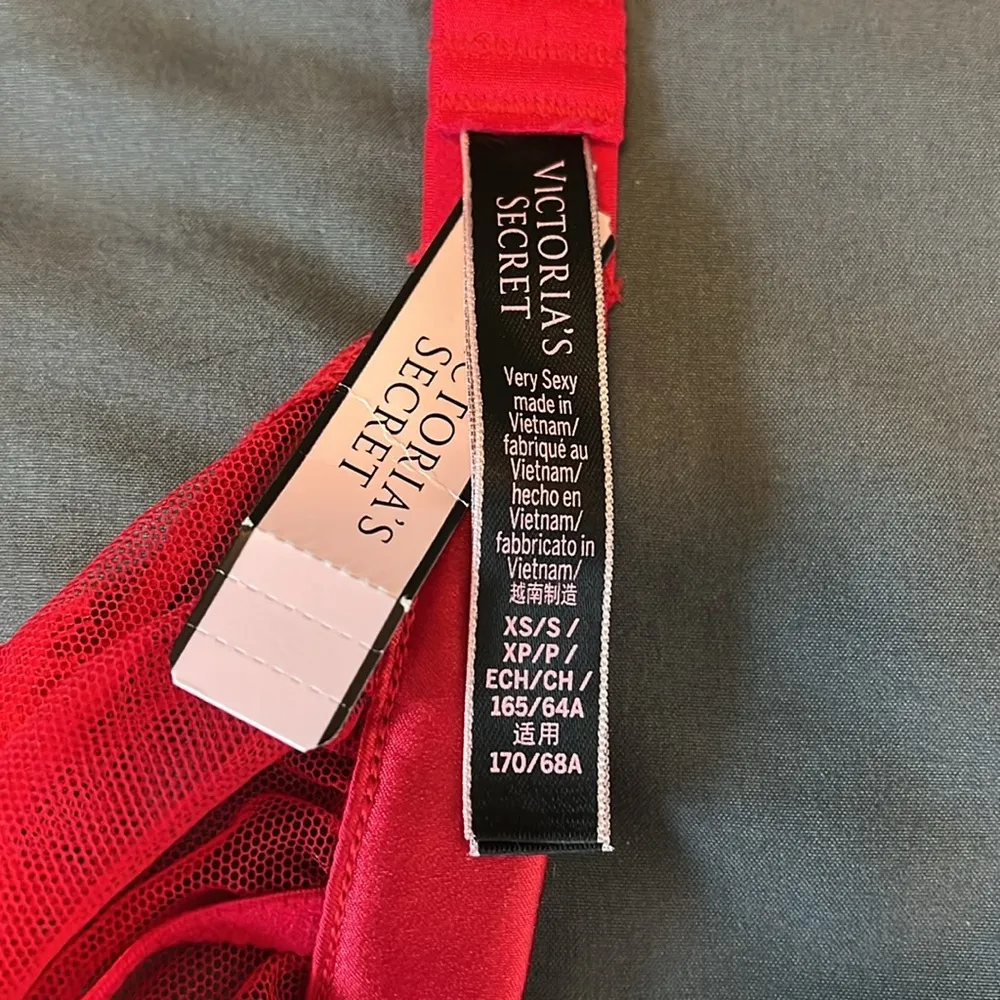 VICTORIA'S
SECRET
Very Sexy
made in
Vietnam/
fabriqué au
Vietnam/
hecho en
Vietnam/
fabbricato in
Vietnam/
越南制造
XS/S /
XP/P /
ECH/CH /
165/64A
适用
170/68A
CTORIA'S
SECRET